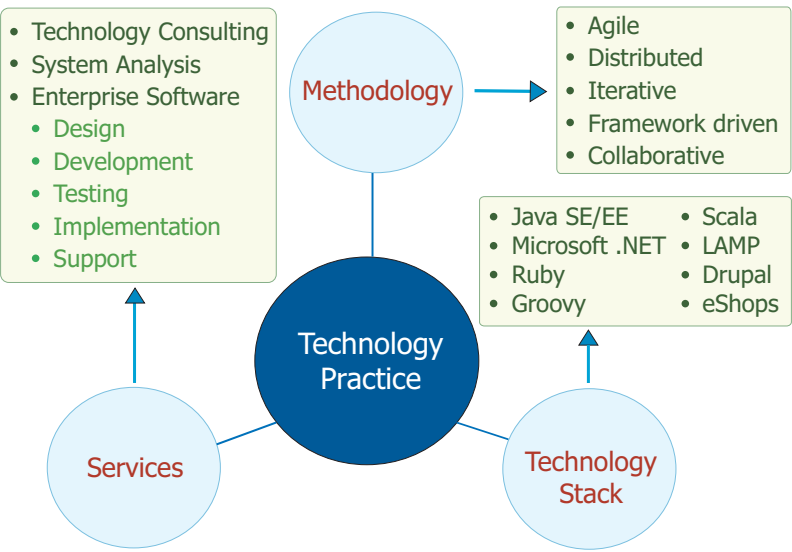 Technology Consulting
System Analysis
Enterprise Software
Design
Development
Testing
Implementation
Support
Methodology
Agile
Distributed
Iterative
Framework driven
Collaborative
Java SE/EE
Microsoft .NET
Ruby
Groovy
Scala
LAMP
Drupal
eShops
Technology
Practice
Services
Technology
Stack